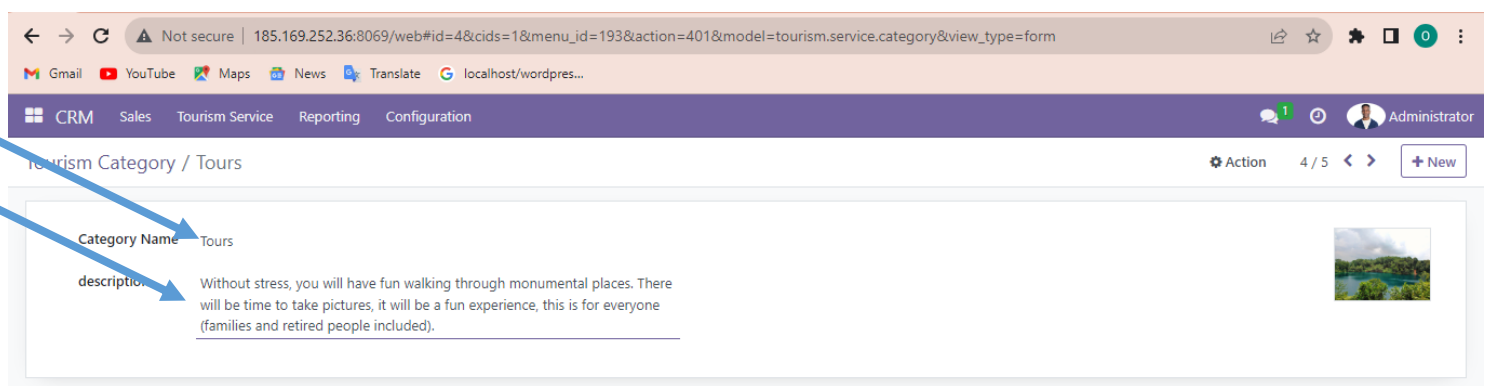 Not secure | 185.169.252.36:8069/web#id=4&cids=1&menu_id=193&action=401&model=tourism.service.category&view_type=form O
Gmail YouTube Maps News Translate G localhost/wordpres...
CRM Sales Tourism Service Reporting Configuration 1 Administrator
Tourism Category / Tours Action 4 / 5 + New
Category Name Tours
description Without stress, you will have fun walking through monumental places. There
will be time to take pictures, it will be a fun experience, this is for everyone
(families and retired people included).